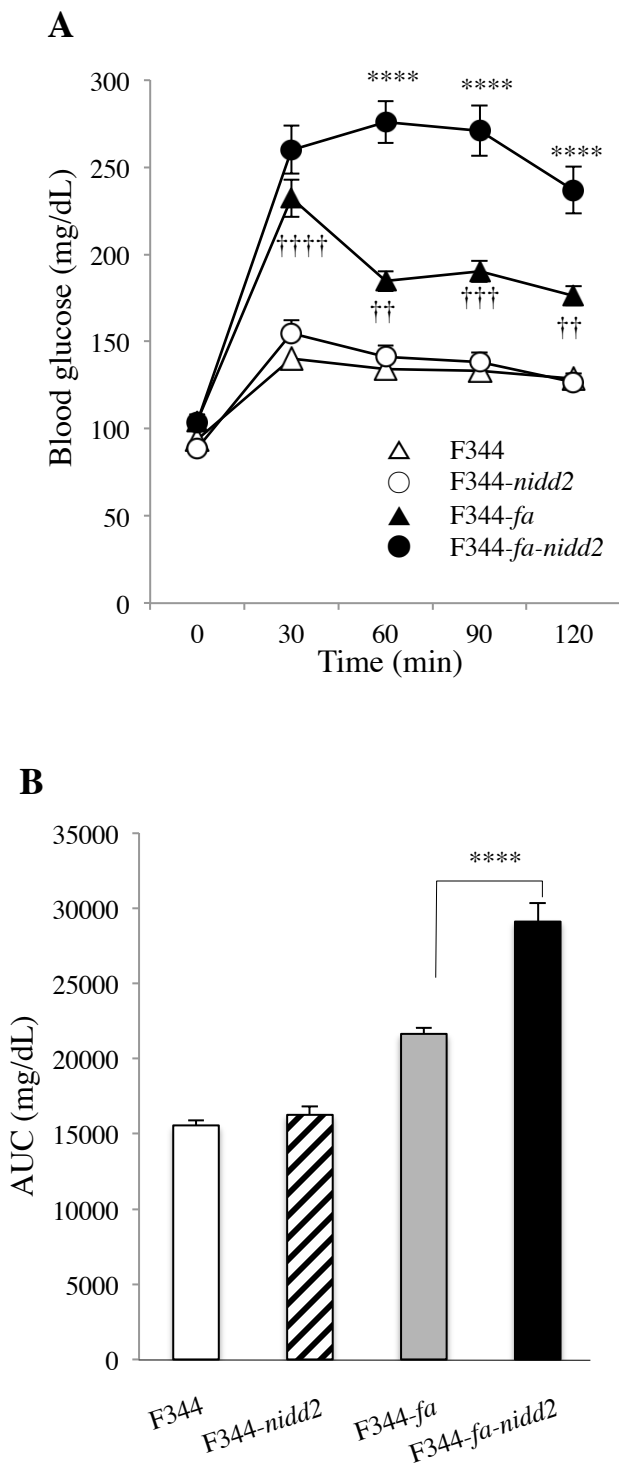 A
****
****
300
****
250
††††
200
††
†††
††
150
100
F344
F344-nidd2
50
F344-fa
F344-fa-nidd2
0
0 30 60 90 120
Time (min)
Blood glucose (mg/dL)
B
35000
****
30000
25000
20000
15000
10000
5000
0
AUC (mg/dL)
F344
F344-nidd2
F344-fa
F344-fa-nidd2